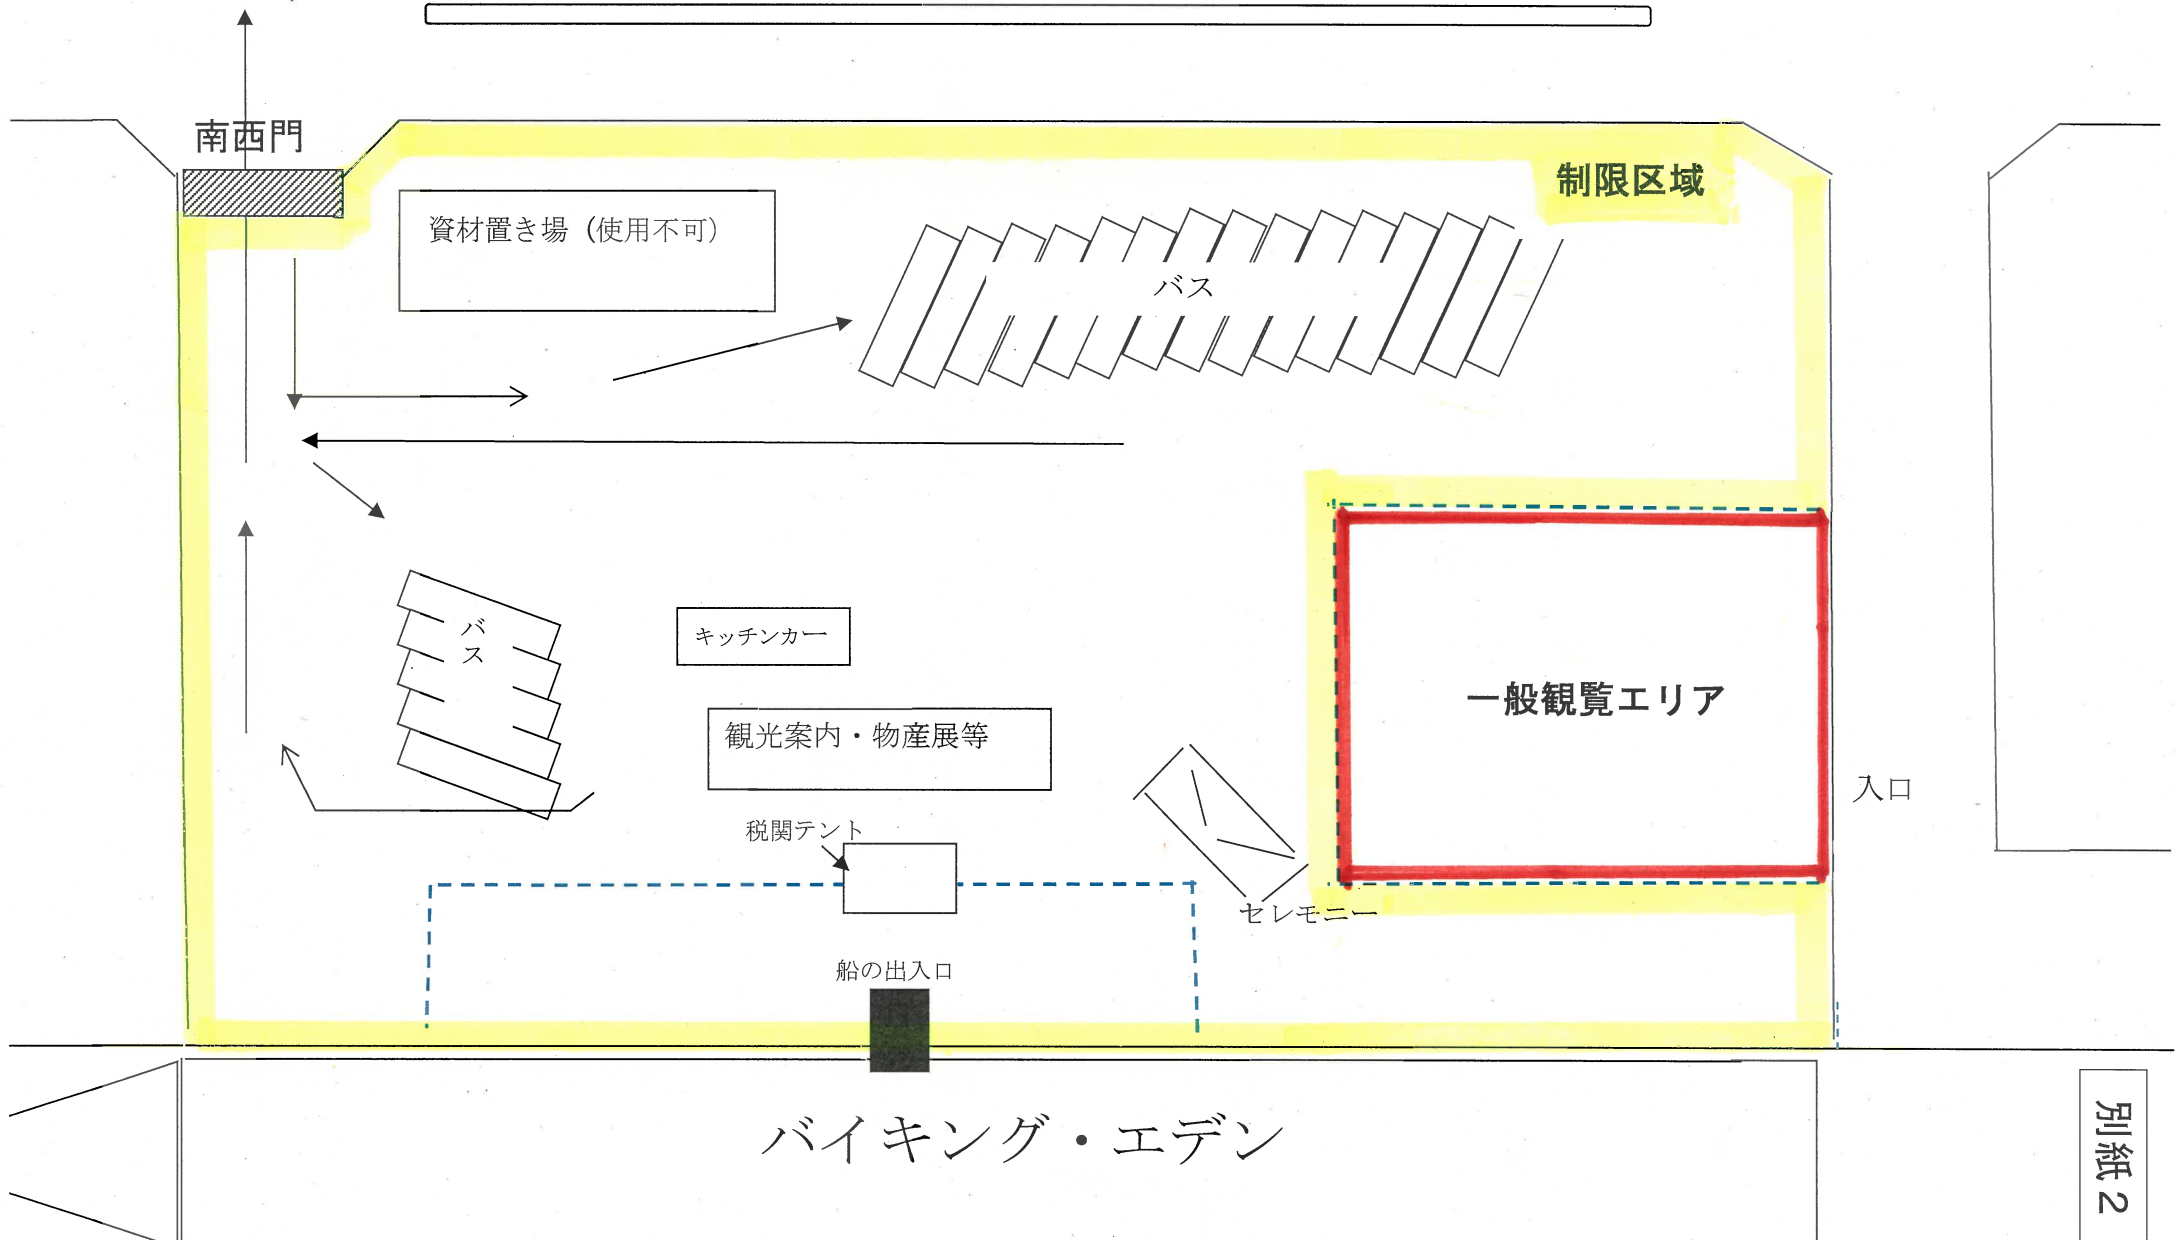 南西門
制限区域
資材置き場（使用不可）
バス
バス
キッチンカー
観光案内・物産展等
一般観覧エリア
入口
税関テント
セレモニー
船の出入口
バイキング・エデン
別紙２